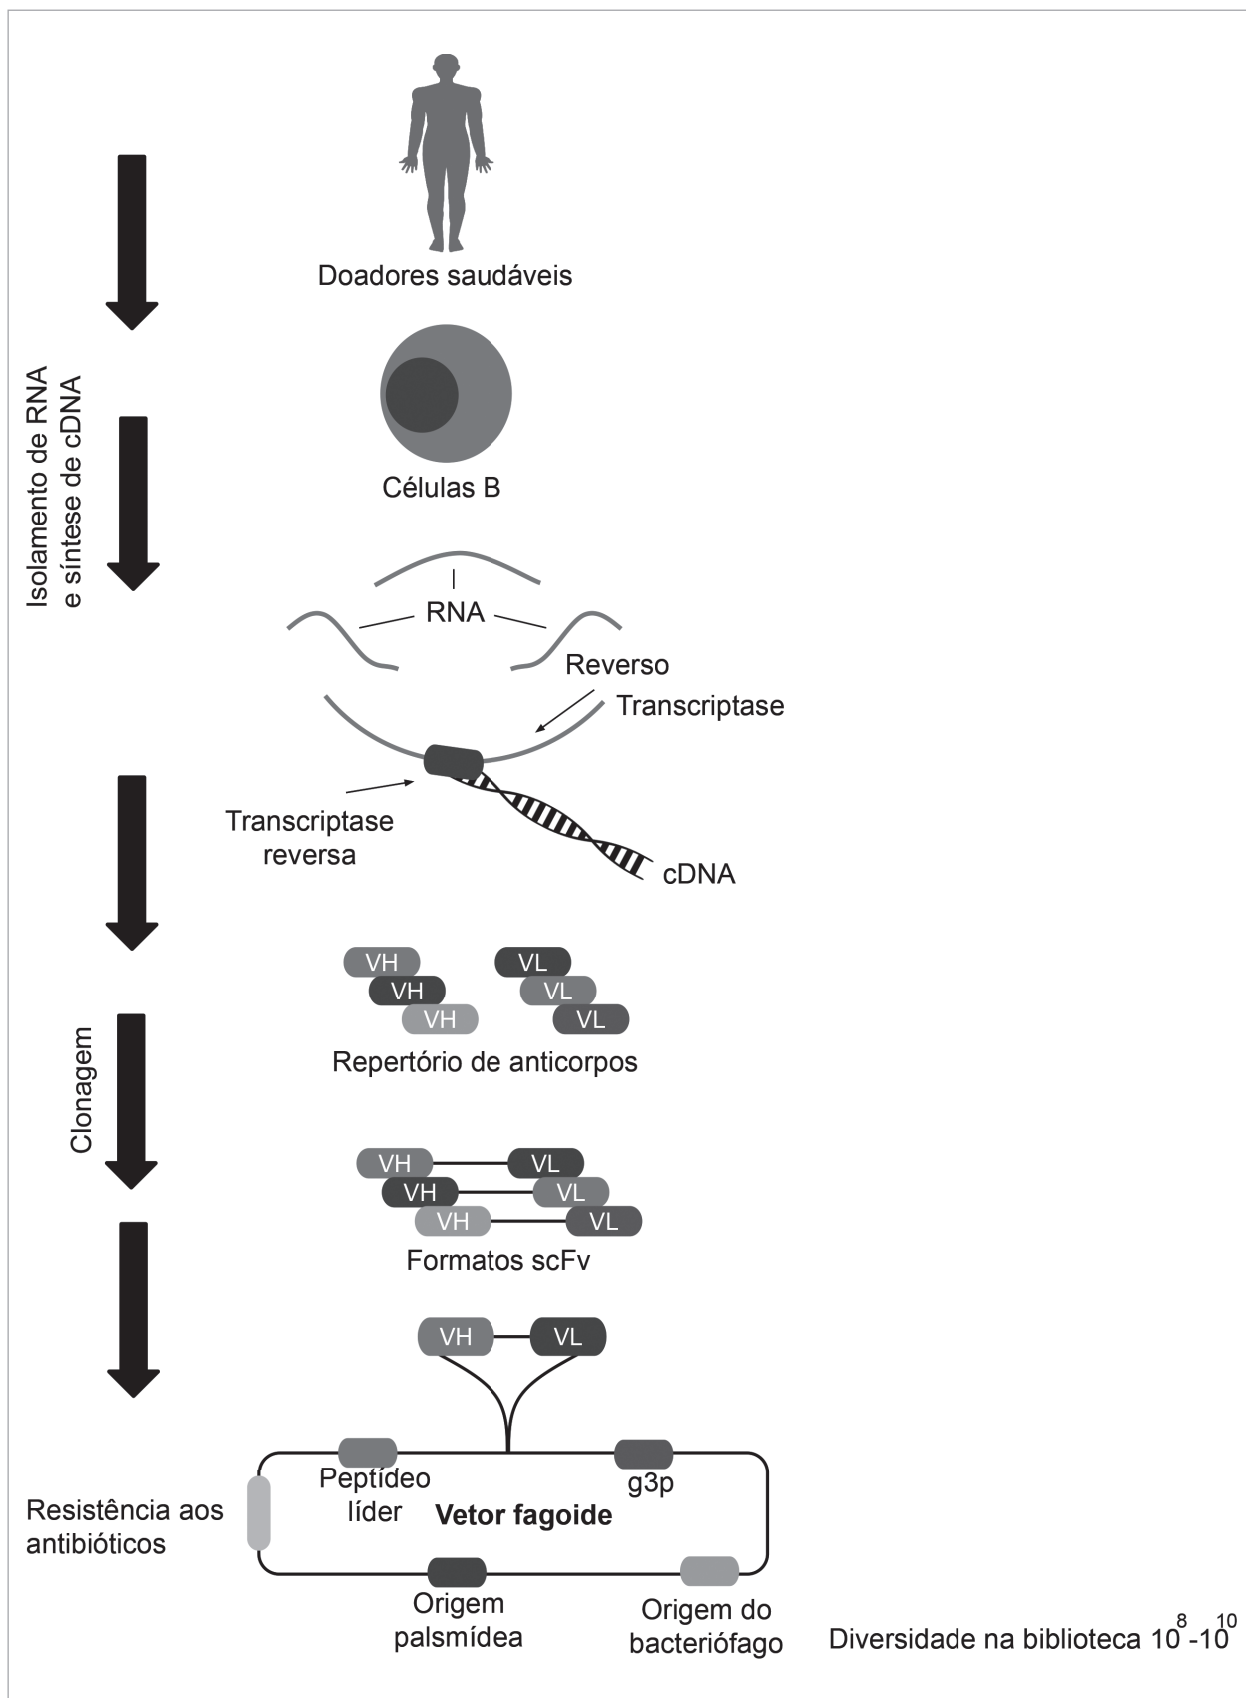 Doadores saudáveis
Isolamento de RNA
e síntese de cDNA
Células B
RNA
Reverso
Transcriptase
Transcriptase
reversa
cDNA
VH
VL
VH
VL
VH
VL
Repertório de anticorpos
Clonagem
VH
VL
VH
VL
VH
VL
Formatos scFv
VH
VL
Peptídeo
líder
g3p
Vetor fagoide
Resistência aos
antibióticos
Origem
palsmídea
Origem do
bacteriófago
Diversidade na biblioteca 10⁸-10¹⁰